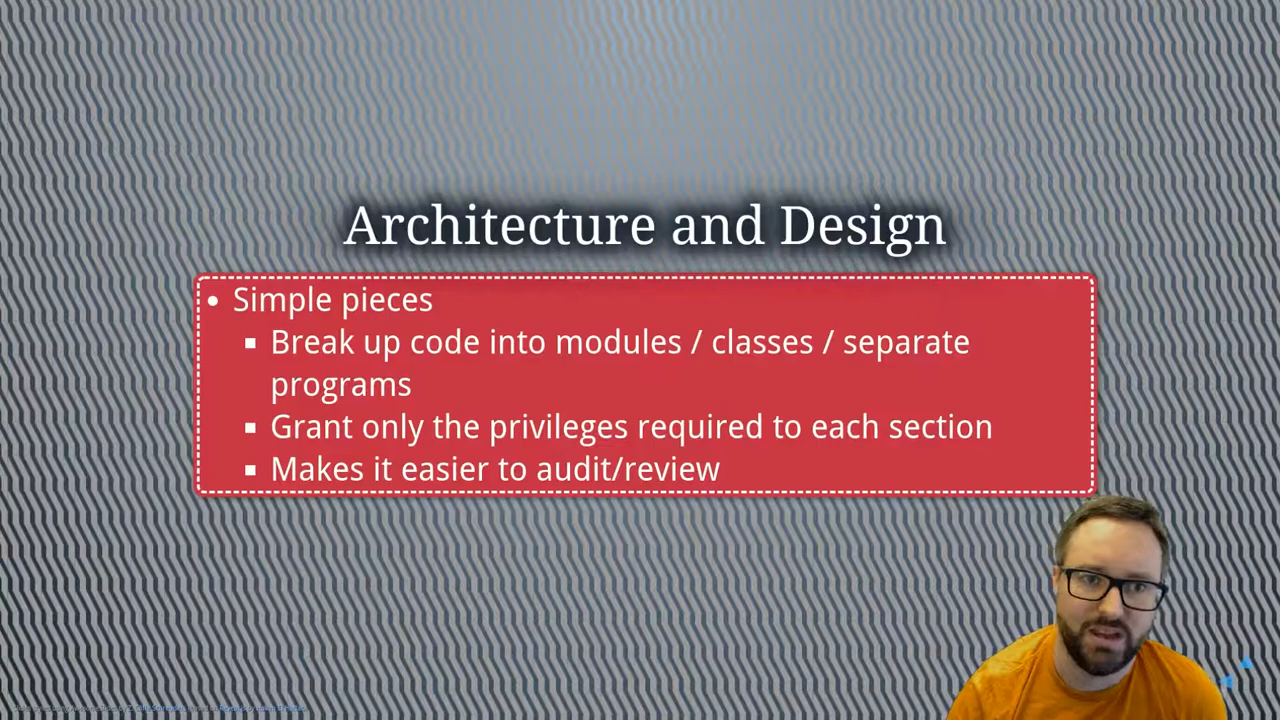 Architecture and Design
• Simple pieces
▪ Break up code into modules / classes / separate
programs
▪ Grant only the privileges required to each section
▪ Makes it easier to audit/review